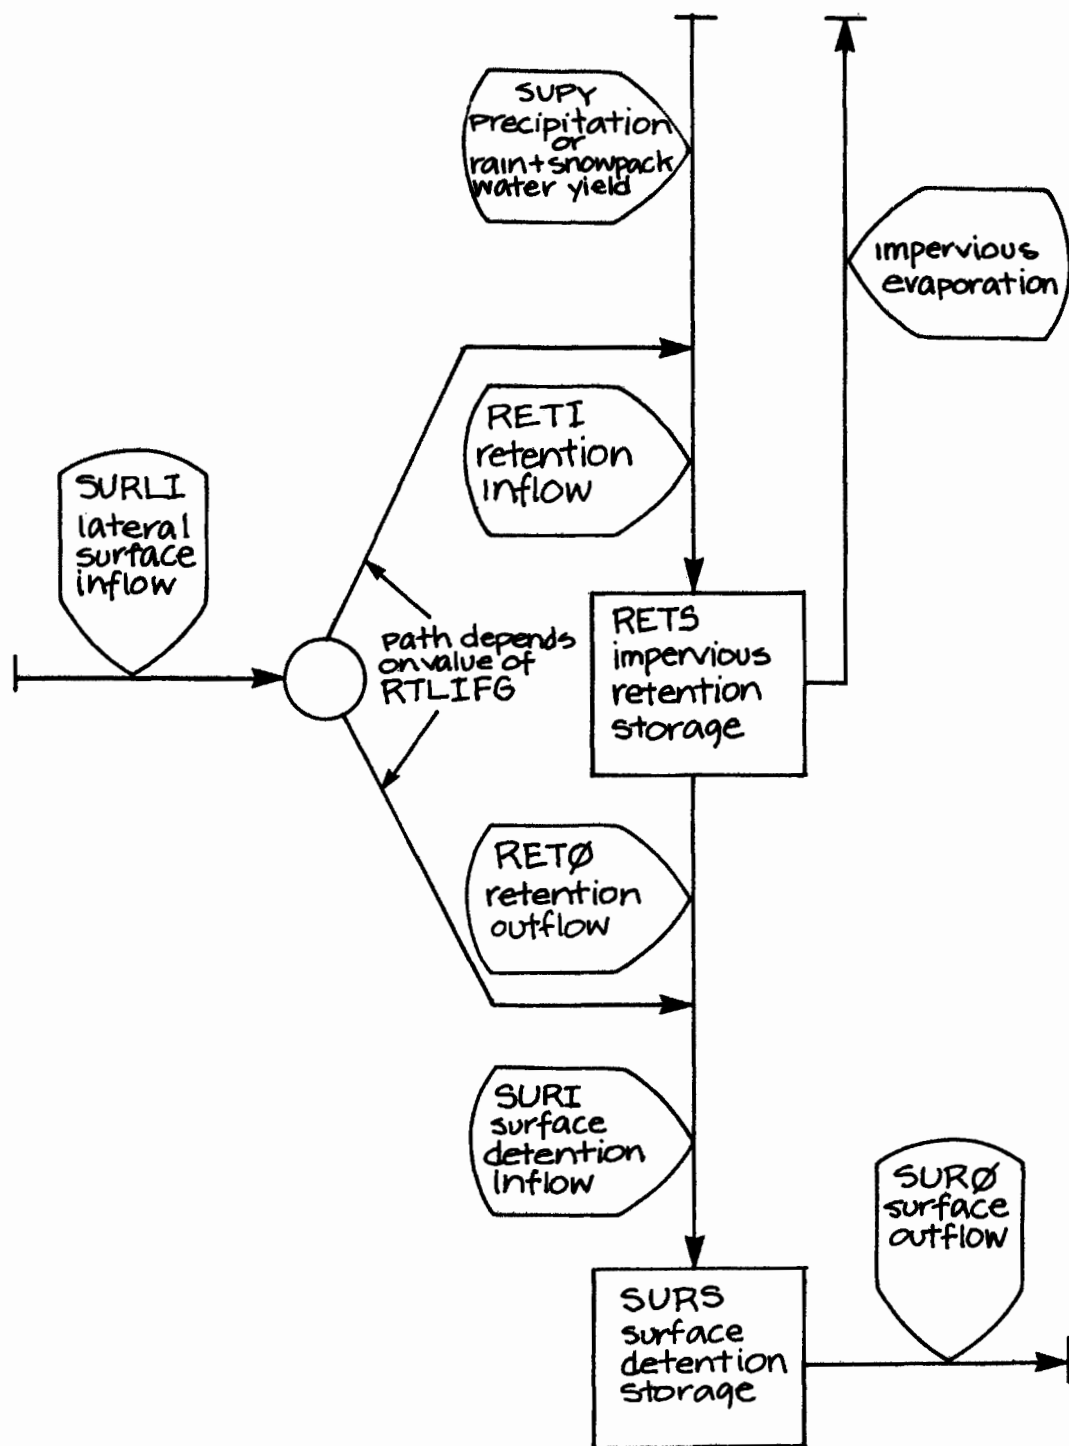 SUPY
Precipitation
or
rain+snowpack
water yield
impervious
evaporation
RETI
retention
inflow
SURLI
lateral
surface
inflow
path depends
on value of
RTLIFG
RETS
impervious
retention
storage
RETØ
retention
outflow
SURI
surface
detention
inflow
SURØ
surface
outflow
SURS
surface
detention
storage